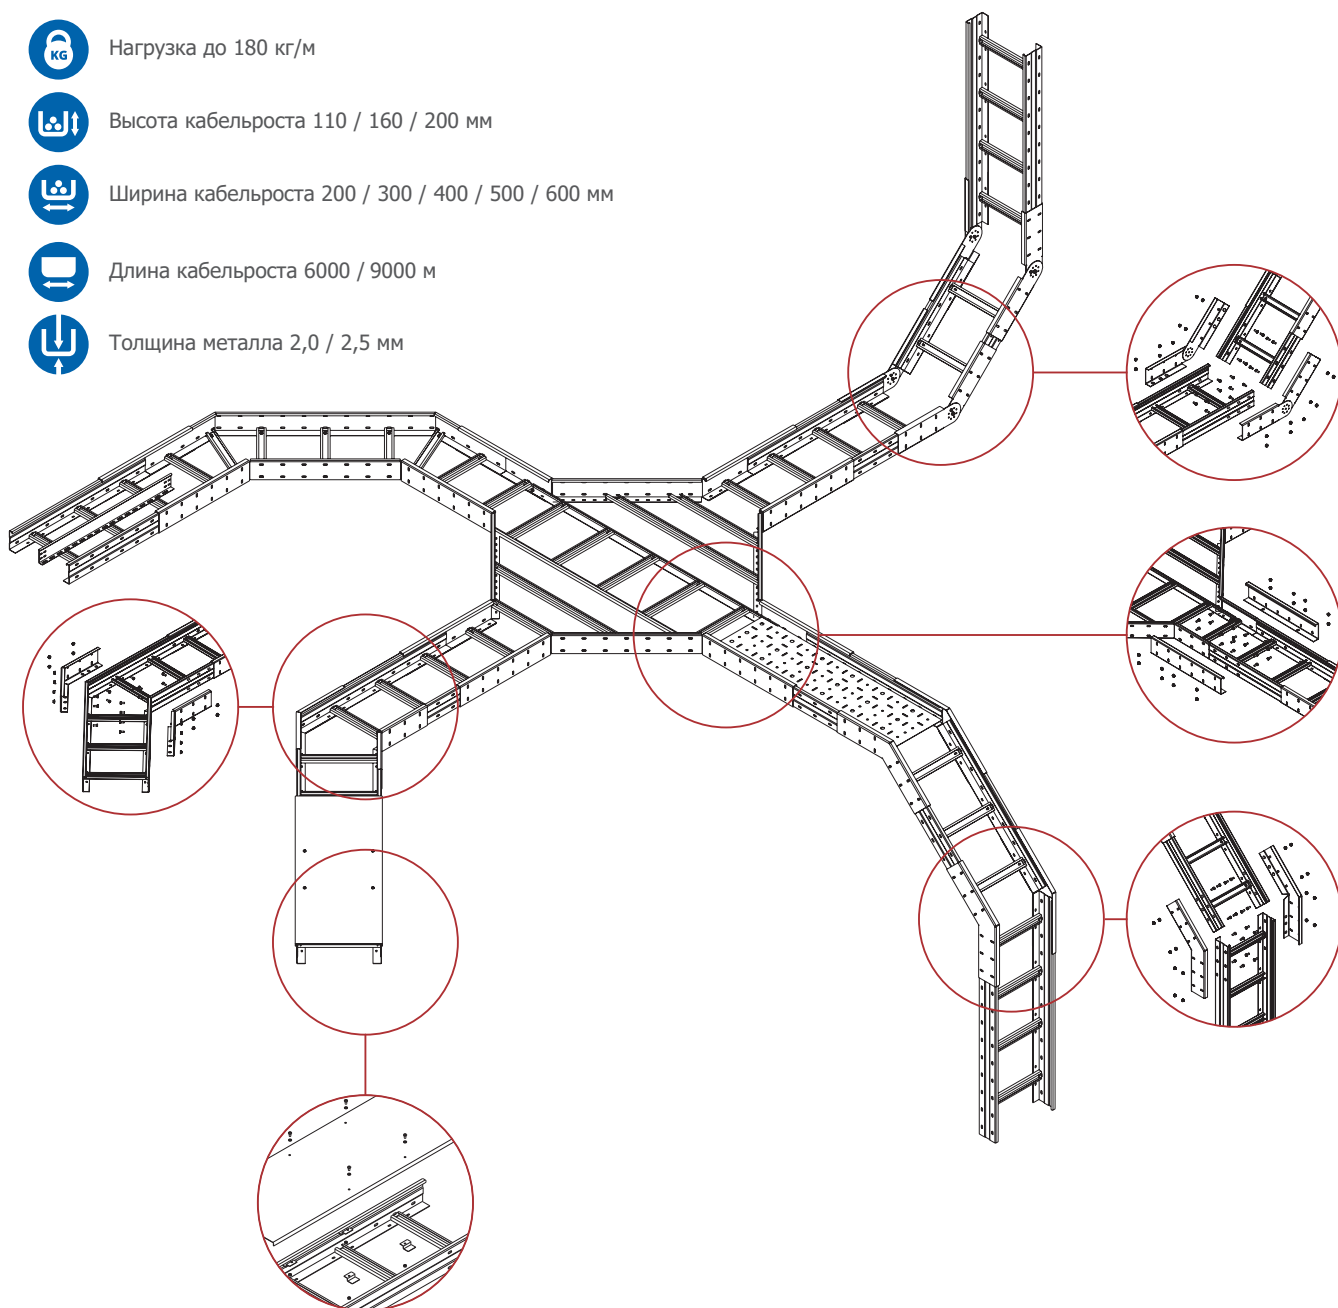 KG
Нагрузка до 180 кг/м
Высота кабельроста 110 / 160 / 200 мм
Ширина кабельроста 200 / 300 / 400 / 500 / 600 мм
Длина кабельроста 6000 / 9000 м
Толщина металла 2,0 / 2,5 мм